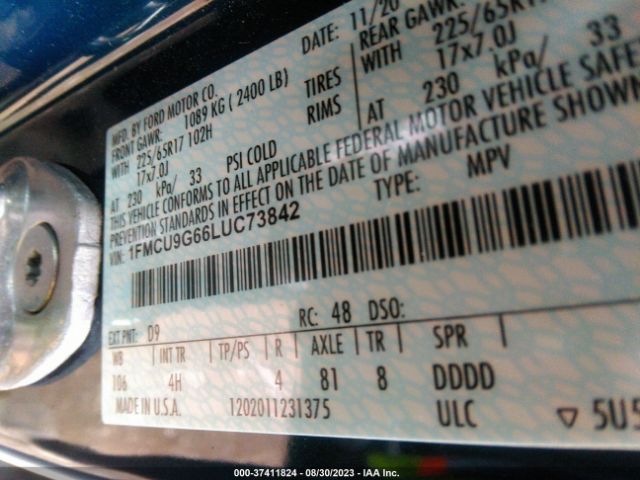 MFD. BY FORD MOTOR CO.
DATE: 11/20
FRONT GAWR: 1089 KG ( 2400 LB)
REAR GAWR:
WITH 225/65R17 102H TIRES
WITH 225/65R17
17x7.0J RIMS
17x7.0J
AT 230 kPa/ 33 PSI COLD
AT 230 kPa/ 33
THIS VEHICLE CONFORMS TO ALL APPLICABLE FEDERAL MOTOR VEHICLE SAFE
PREVENTION STANDARDS IN EFFECT ON THE DATE OF MANUFACTURE SHOWN
VIN: 1FMCU9G66LUC73842
TYPE: MPV
EXT PNT: D9 RC: 48 DSO:
WB INT TR TP/PS R AXLE TR SPR
106 4H 4 81 8 DDDD
MADE IN U.S.A. 1202011231375 ULC 5U5
000-37411824 - 08/30/2023 - IAA Inc.